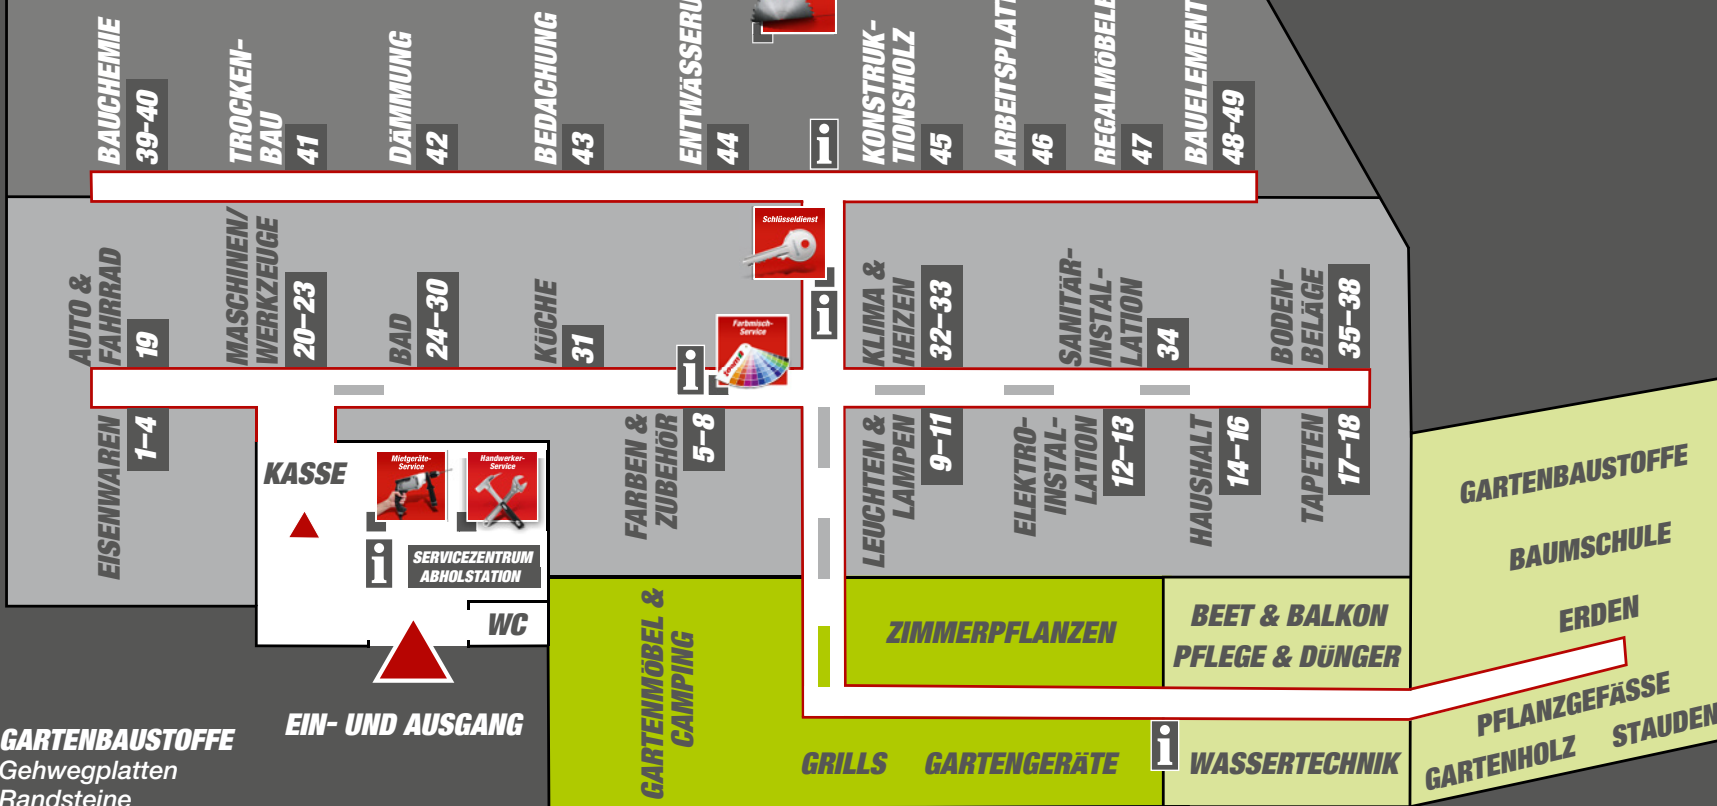 BAUCHEMIE
39–40
TROCKEN-
BAU
41
DÄMMUNG
42
BEDACHUNG
43
44
KONSTRUK-
TIONSHOLZ
45
46
47
48–49
i
Schlüsseldienst
i
AUTO &
FAHRRAD
19
MASCHINEN/
WERKZEUGE
20–23
BAD
24–30
KÜCHE
31
i
Farbmisch-
Service
toom
KLIMA &
HEIZEN
32–33
SANITÄR-
INSTAL-
LATION
34
BODEN-
BELÄGE
35–38
EISENWAREN
1–4
KASSE
Mietgeräte-
Service
Handwerker-
Service
i
SERVICEZENTRUM
ABHOLSTATION
WC
FARBEN &
ZUBEHÖR
5–8
LEUCHTEN &
LAMPEN
9–11
ELEKTRO-
INSTAL-
LATION
12–13
HAUSHALT
14–16
TAPETEN
17–18
GARTENBAUSTOFFE
BAUMSCHULE
ERDEN
GARTENMÖBEL &
CAMPING
ZIMMERPFLANZEN
BEET & BALKON
PFLEGE & DÜNGER
PFLANZGEFÄSSE
STAUDEN
GARTENHOLZ
EIN- UND AUSGANG
GRILLS
GARTENGERÄTE
i
WASSERTECHNIK
GARTENBAUSTOFFE
Gehwegplatten
Randsteine